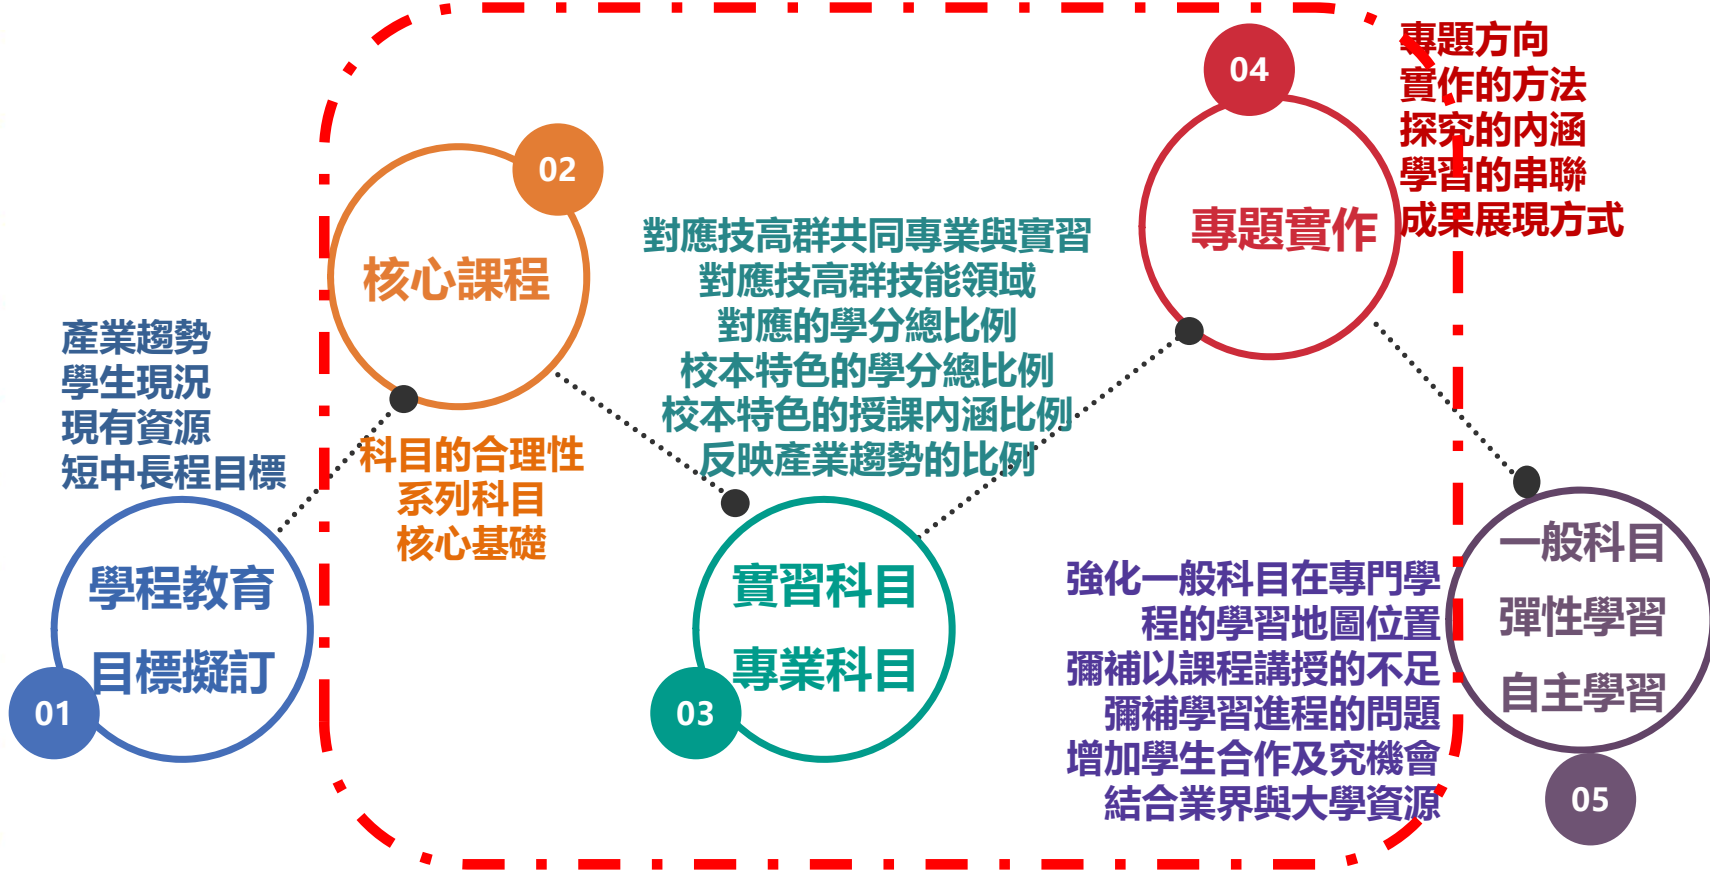 產業趨勢
學生現況
現有資源
短中長程目標
學程教育
目標擬訂
01
02
核心課程
科目的合理性
系列科目
核心基礎
對應技高群共同專業與實習
對應技高群技能領域
對應的學分總比例
校本特色的學分總比例
校本特色的授課內涵比例
反映產業趨勢的比例
實習科目
專業科目
03
04
專題實作
專題方向
實作的方法
探究的內涵
學習的串聯
成果展現方式
強化一般科目在專門學
程的學習地圖位置
彌補以課程講授的不足
彌補學習進程的問題
增加學生合作及究機會
結合業界與大學資源
一般科目
彈性學習
自主學習
05